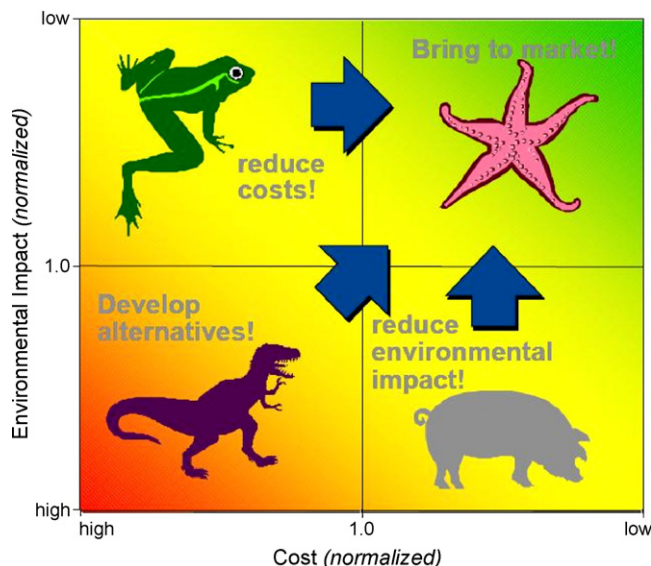 low
Bring to market!
reduce
costs!
Environmental Impact (normalized)
1.0
Develop
alternatives!
reduce
environmental
impact!
high
high
1.0
low
Cost (normalized)